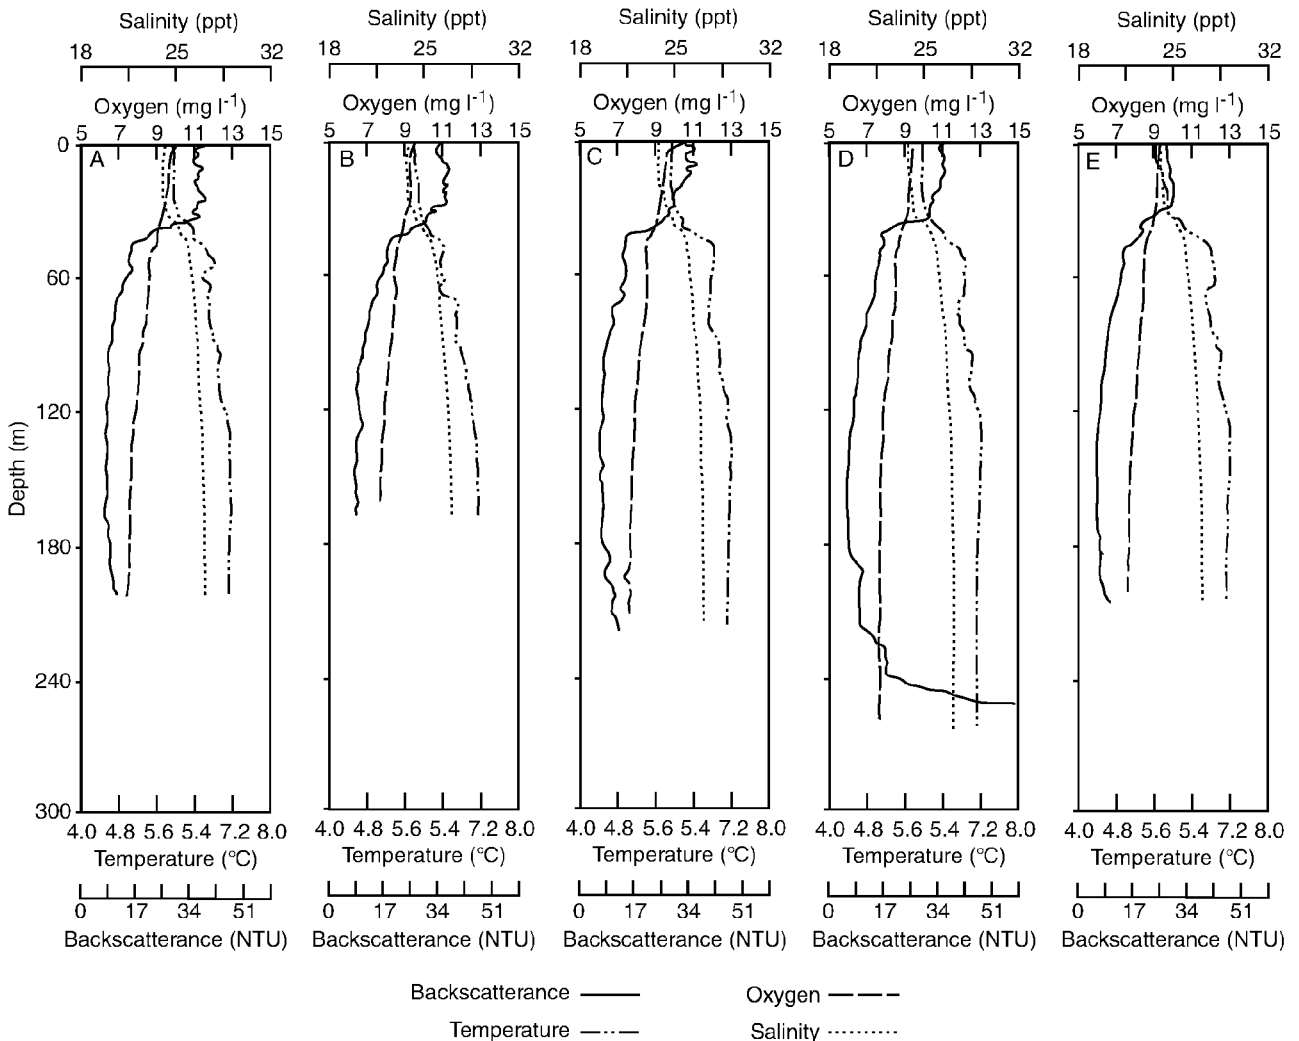 Salinity (ppt) Salinity (ppt) Salinity (ppt) Salinity (ppt) Salinity (ppt)
18 25 32 18 25 32 18 25 32 18 25 32 18 25 32
Oxygen (mg l-1) Oxygen (mg l-1) Oxygen (mg l-1) Oxygen (mg l-1) Oxygen (mg l-1)
5 7 9 11 13 15 5 7 9 11 13 15 5 7 9 11 13 15 5 7 9 11 13 15 5 7 9 11 13 15
0 A B C D E
60
120
Depth (m)
180
240
300
4.0 4.8 5.6 5.4 7.2 8.0 4.0 4.8 5.6 5.4 7.2 8.0 4.0 4.8 5.6 5.4 7.2 8.0 4.0 4.8 5.6 5.4 7.2 8.0 4.0 4.8 5.6 5.4 7.2 8.0
Temperature (°C) Temperature (°C) Temperature (°C) Temperature (°C) Temperature (°C)
0 17 34 51 0 17 34 51 0 17 34 51 0 17 34 51 0 17 34 51
Backscatterance (NTU) Backscatterance (NTU) Backscatterance (NTU) Backscatterance (NTU) Backscatterance (NTU)
Backscatterance Oxygen
Temperature Salinity